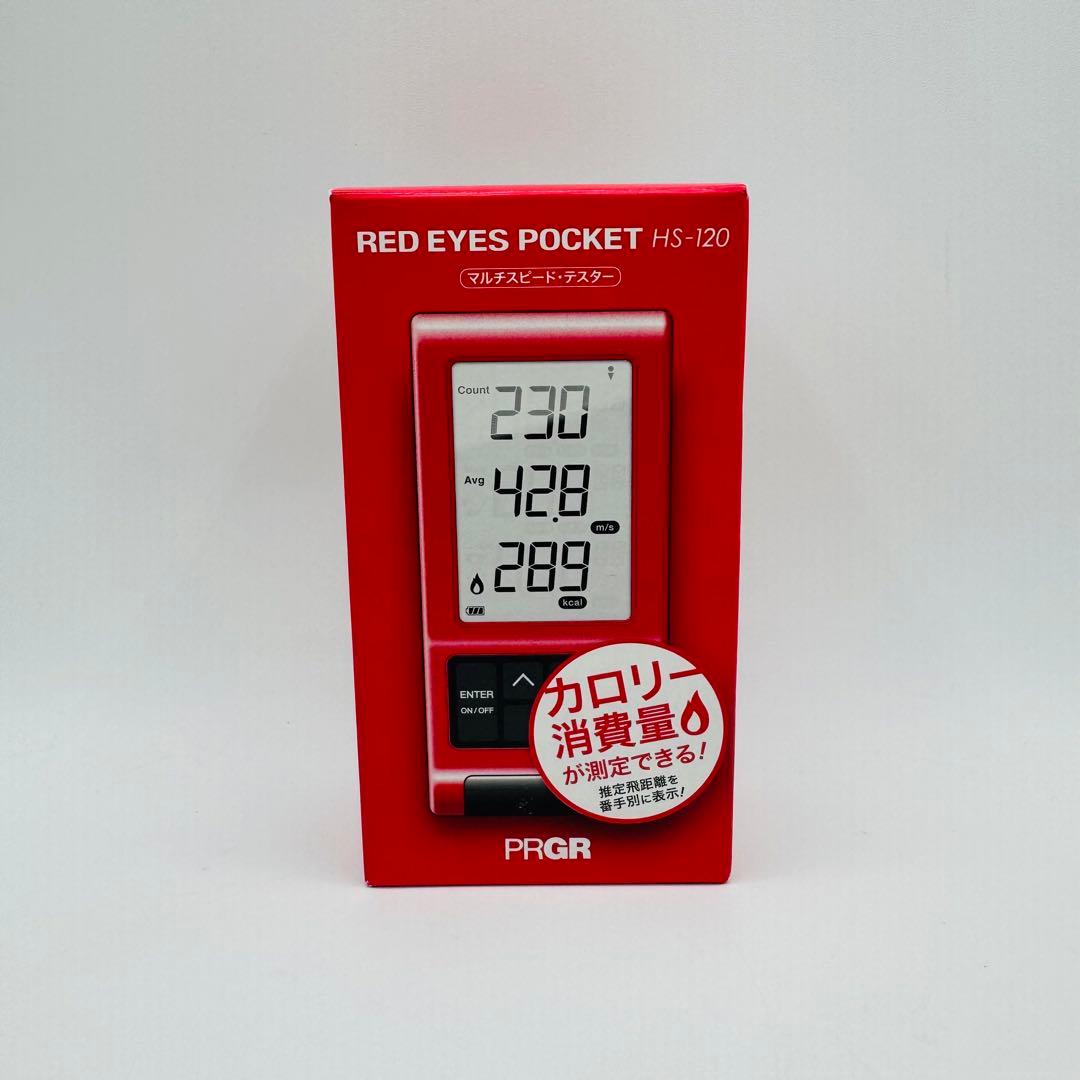 RED EYES POCKET HS-120
マルチスピード・テスター
Count 230
Avg 42.8
m/s
289
kcal
ENTER
ON/OFF
カロリー
消費量
が測定できる!
推定飛距離を
番手別に表示!
PRGR